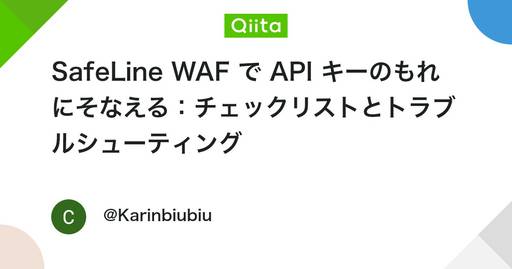 Qiita
SafeLine WAF で API キーのもれ
にそなえる：チェックリストとトラブ
ルシューティング
C
@Karinbiubiu